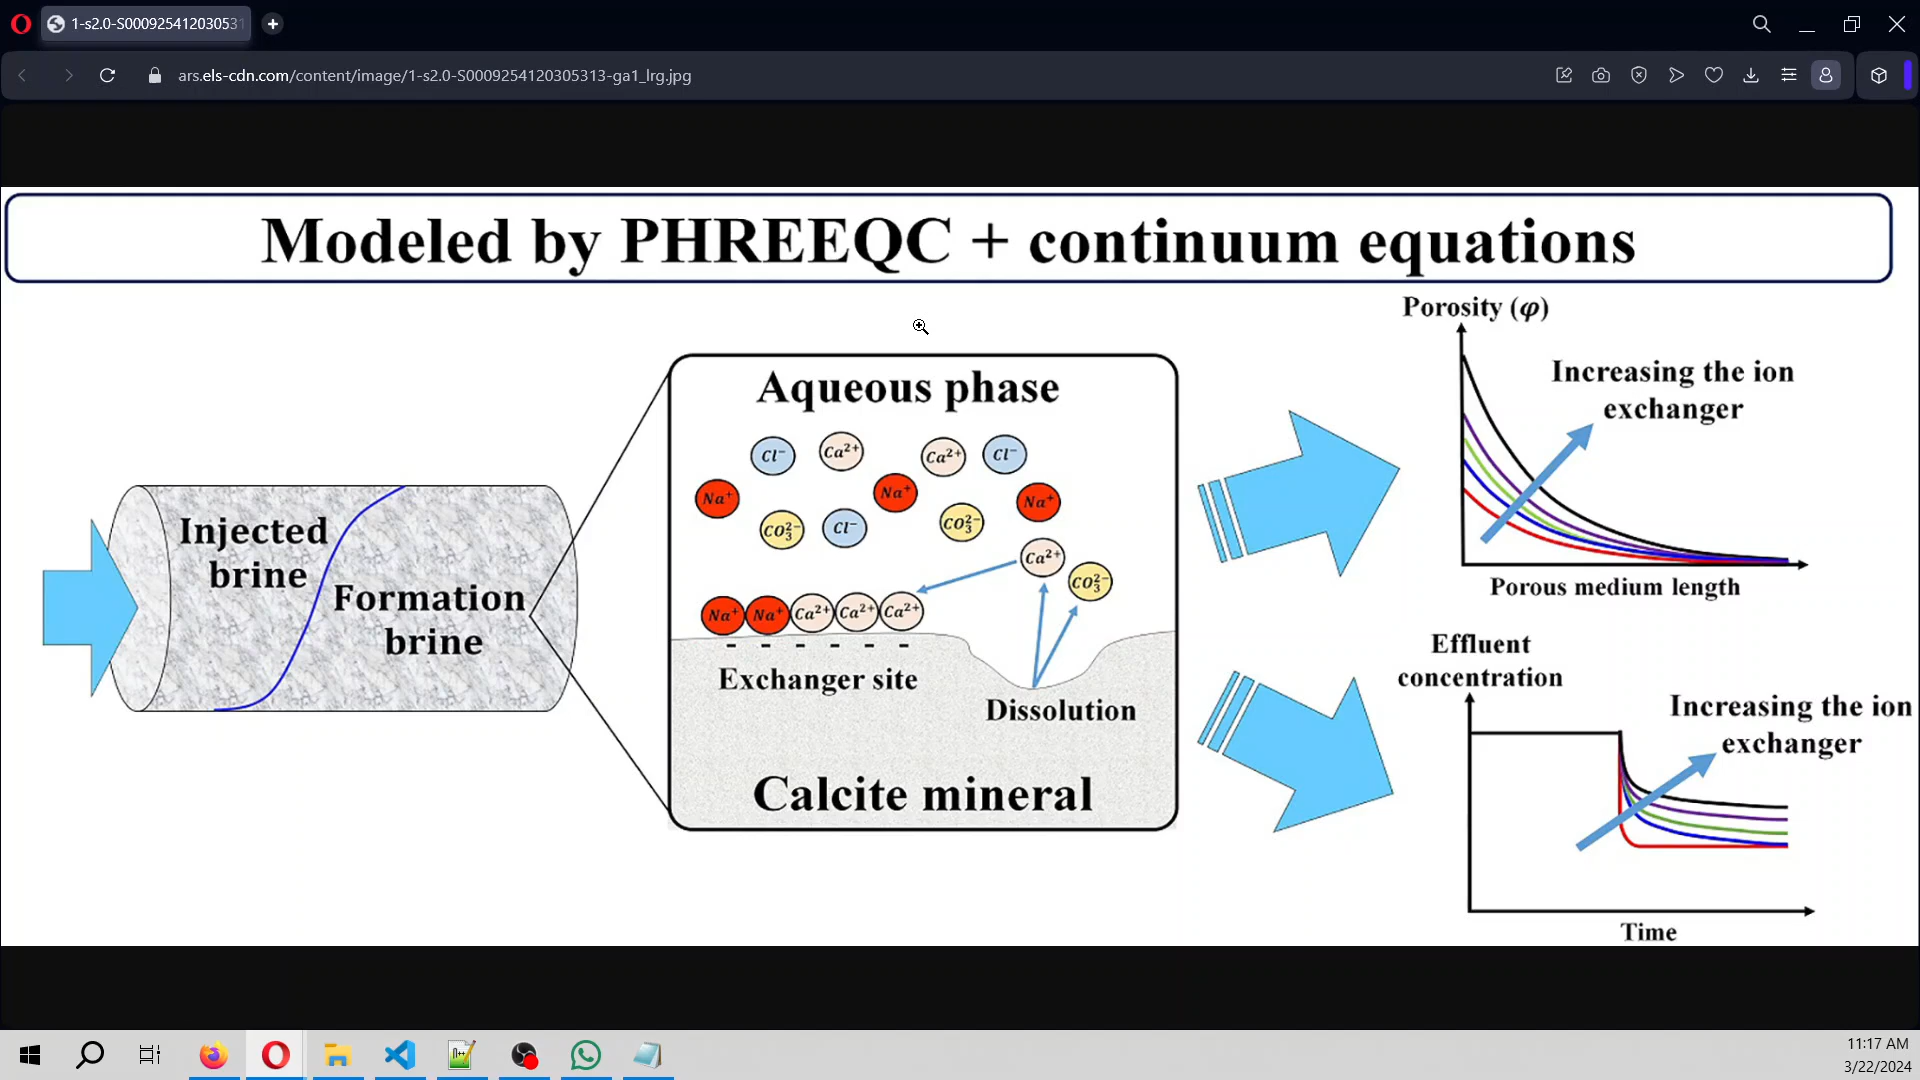 1-s2.0-S00092541203053
ars.els-cdn.com/content/image/1-s2.0-S0009254120305313-ga1_lrg.jpg
Modeled by PHREEQC + continuum equations
Injected
brine
Formation
brine
Aqueous phase
Cl⁻ Ca²⁺ Ca²⁺ Cl⁻
Na⁺ Na⁺ Na⁺
CO₃²⁻ Cl⁻ CO₃²⁻
Ca²⁺
CO₃²⁻
Na⁺ Na⁺ Ca²⁺ Ca²⁺ Ca²⁺
Exchanger site
Dissolution
Calcite mineral
Porosity (φ)
Increasing the ion
exchanger
Porous medium length
Effluent
concentration
Increasing the ion
exchanger
Time
11:17 AM
3/22/2024